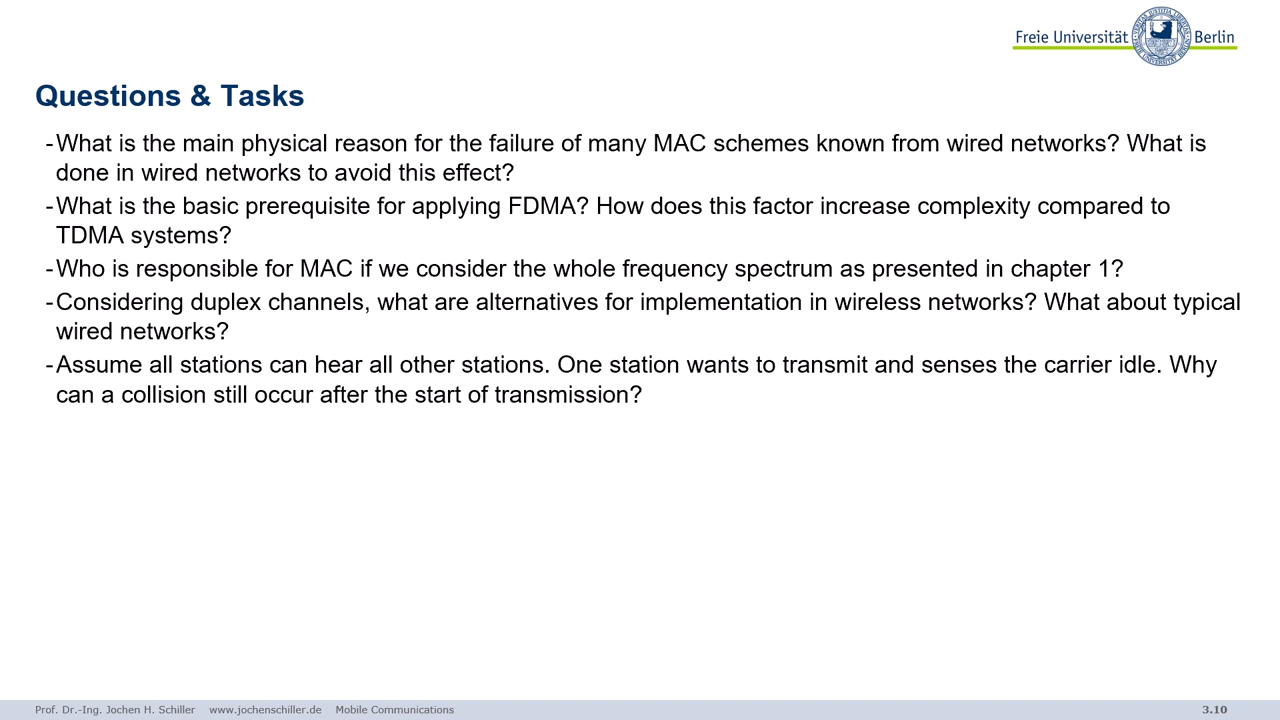 Freie Universität Berlin
Questions & Tasks
-What is the main physical reason for the failure of many MAC schemes known from wired networks? What is
done in wired networks to avoid this effect?
-What is the basic prerequisite for applying FDMA? How does this factor increase complexity compared to
TDMA systems?
-Who is responsible for MAC if we consider the whole frequency spectrum as presented in chapter 1?
-Considering duplex channels, what are alternatives for implementation in wireless networks? What about typical
wired networks?
-Assume all stations can hear all other stations. One station wants to transmit and senses the carrier idle. Why
can a collision still occur after the start of transmission?
Prof. Dr.-Ing. Jochen H. Schiller www.jochenschiller.de Mobile Communications 3.10